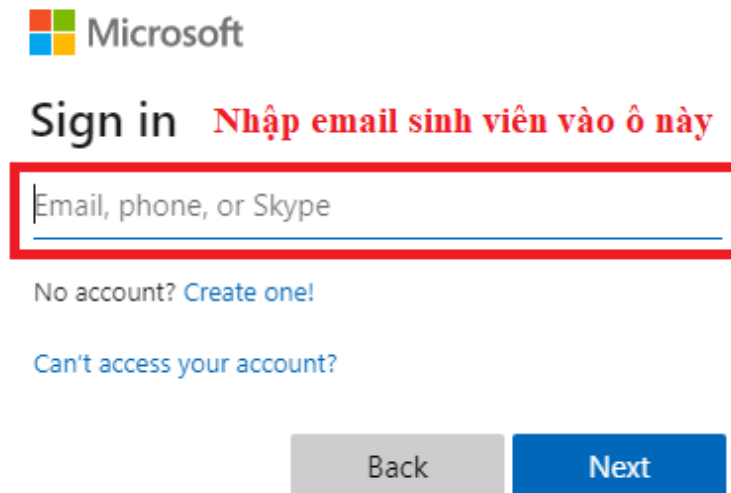 Microsoft
Sign in Nhập email sinh viên vào ô này
Email, phone, or Skype
No account? Create one!
Can't access your account?
Back Next